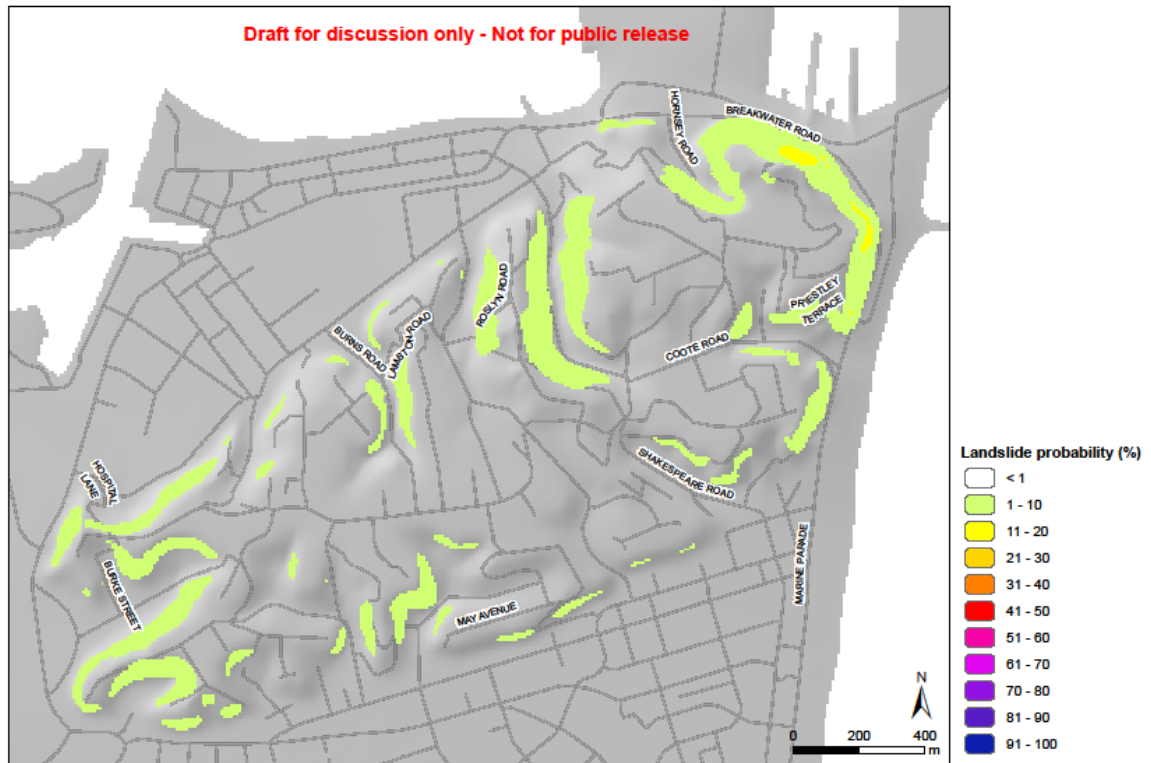 Draft for discussion only - Not for public release
HORNSEY ROAD
BREAKWATER ROAD
ROSLYN ROAD
PRIESTLEY
TERRACE
BURNS ROAD
LAMSTON ROAD
COOTE ROAD
SHAKESPEARE ROAD
HOSPITAL
LANE
BURKE STREET
MAY AVENUE
MARINE PARADE
N
0 200 400
m
Landslide probability (%)
< 1
1 - 10
11 - 20
21 - 30
31 - 40
41 - 50
51 - 60
61 - 70
70 - 80
81 - 90
91 - 100